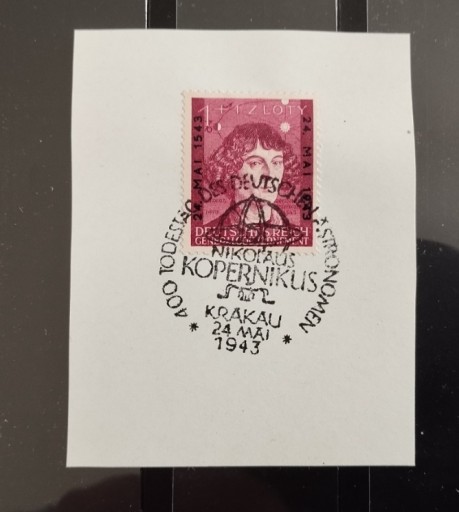 1 + 1 ZLOTY
24. MAI 1543
24. MAI 1943
DEUTSCHES REICH
GENERALGOUVERNEMENT
400 TODESTAG DES DEUTSCHEN ASTRONOMEN
NIKOLAUS
KOPERNIKUS
KRAKAU
24 MAI
1943